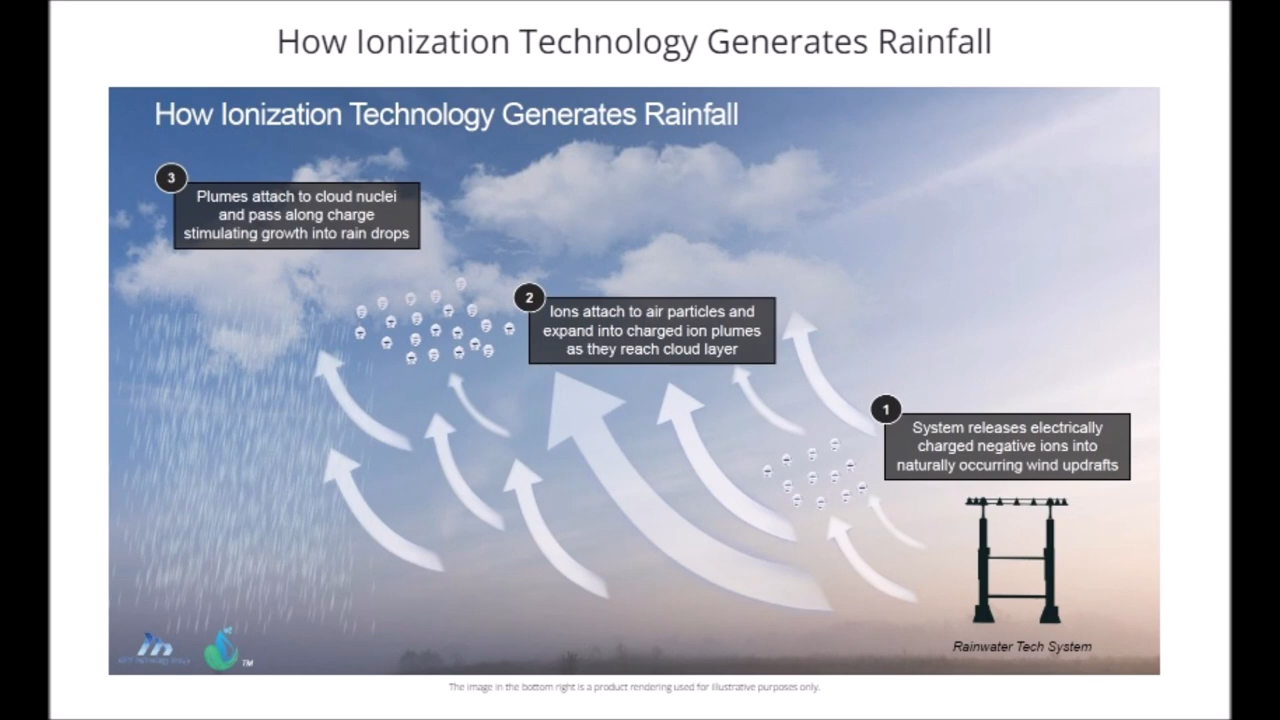 How Ionization Technology Generates Rainfall
How Ionization Technology Generates Rainfall
3
Plumes attach to cloud nuclei
and pass along charge
stimulating growth into rain drops
2
Ions attach to air particles and
expand into charged ion plumes
as they reach cloud layer
1
System releases electrically
charged negative ions into
naturally occurring wind updrafts
Rainwater Tech System
TM
The image in the bottom right is a product rendering used for illustrative purposes only.